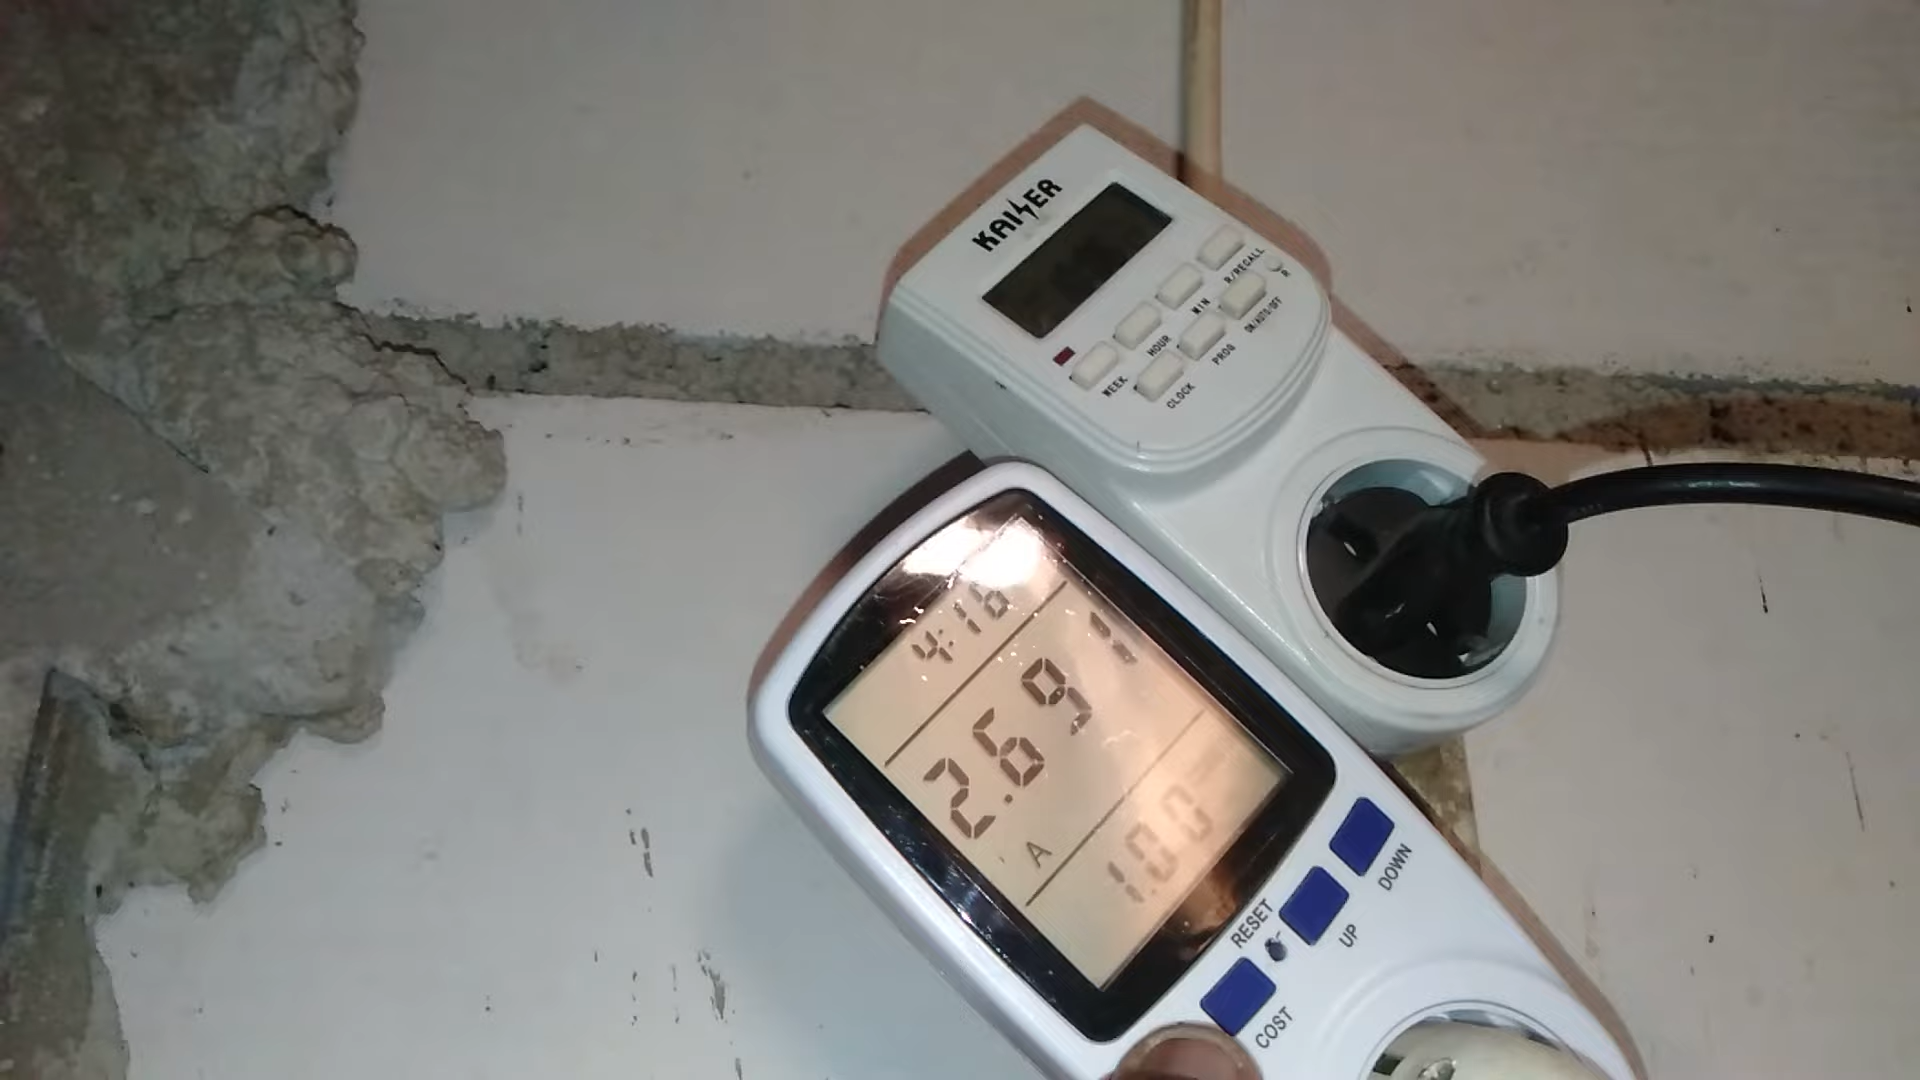 KAISER
R/RECALL
R
MIN
ON/AUTO/OFF
HOUR
PROG
WEEK
CLOCK
4:16
2.691
A
1.00
DOWN
UP
RESET
COST